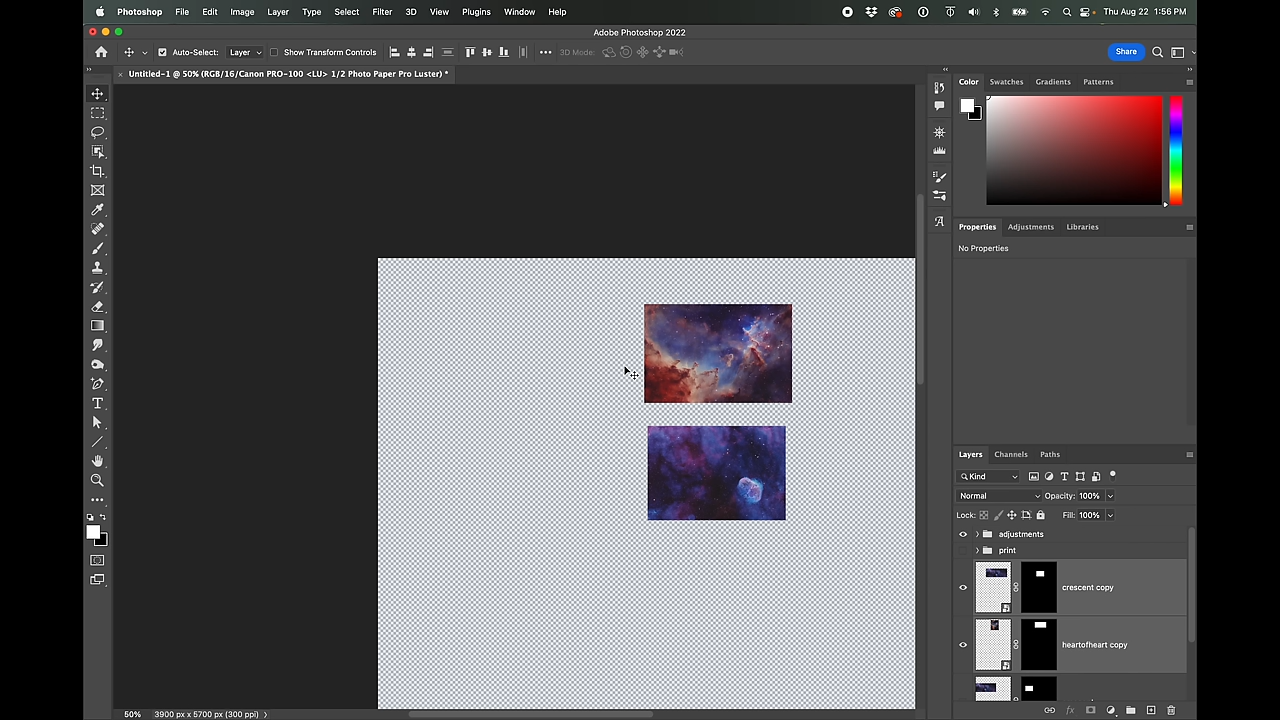 Photoshop File Edit Image Layer Type Select Filter 3D View Plugins Window Help Thu Aug 22 1:56 PM
Adobe Photoshop 2022
Auto-Select: Layer Show Transform Controls 3D Mode: Share
Untitled-1 @ 50% (RGB/16/Canon PRO-100 <LU> 1/2 Photo Paper Pro Luster) *
Color Swatches Gradients Patterns
Properties Adjustments Libraries
No Properties
Layers Channels Paths
Kind
Normal Opacity: 100%
Lock: Fill: 100%
adjustments
print
crescent copy
heartofheart copy
50% 3900 px x 5700 px (300 ppi)